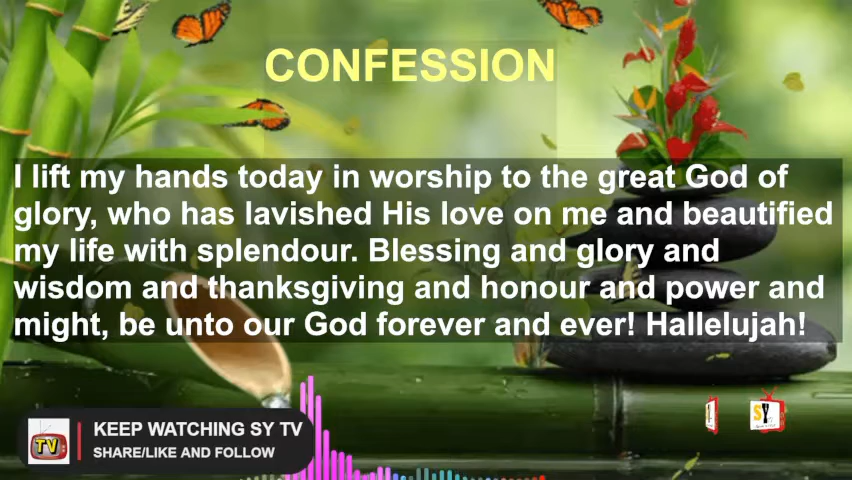 CONFESSION
I lift my hands today in worship to the great God of
glory, who has lavished His love on me and beautified
my life with splendour. Blessing and glory and
wisdom and thanksgiving and honour and power and
might, be unto our God forever and ever! Hallelujah!
TV
KEEP WATCHING SY TV
SHARE/LIKE AND FOLLOW
SY